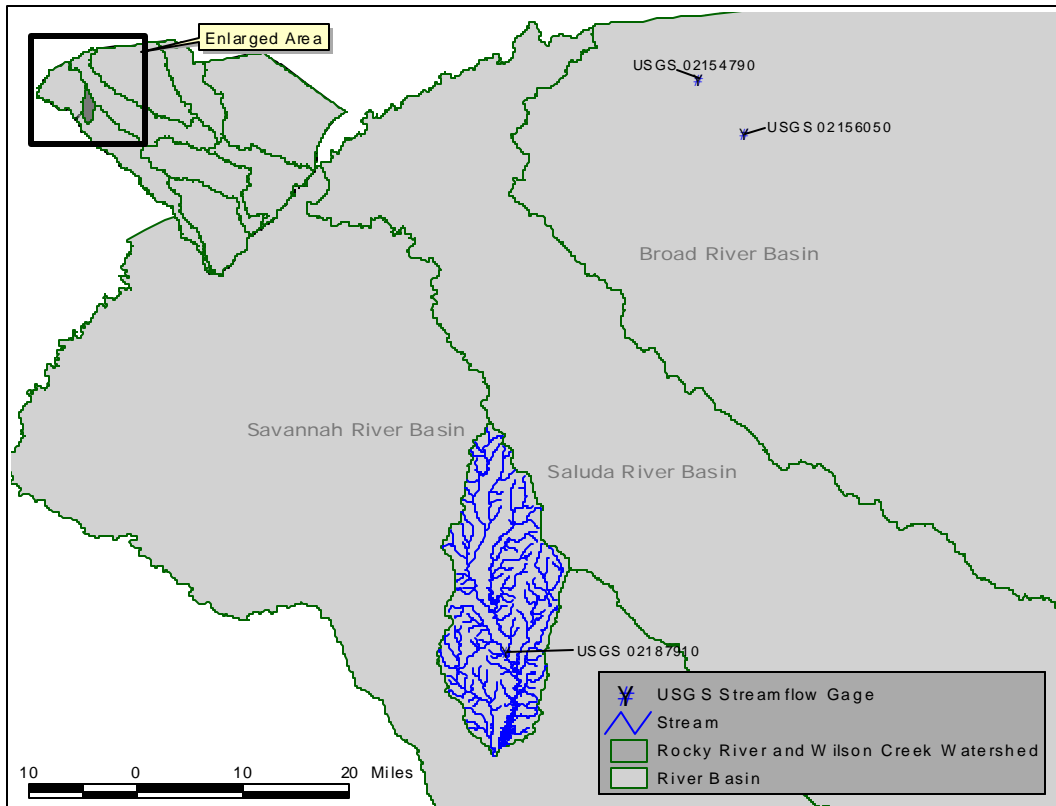 Enlarged Area
USGS 02154790
USGS 02156050
Broad River Basin
Savannah River Basin
Saluda River Basin
USGS 02187910
USGS Streamflow Gage
Stream
Rocky River and Wilson Creek Watershed
River Basin
10 0 10 20 Miles